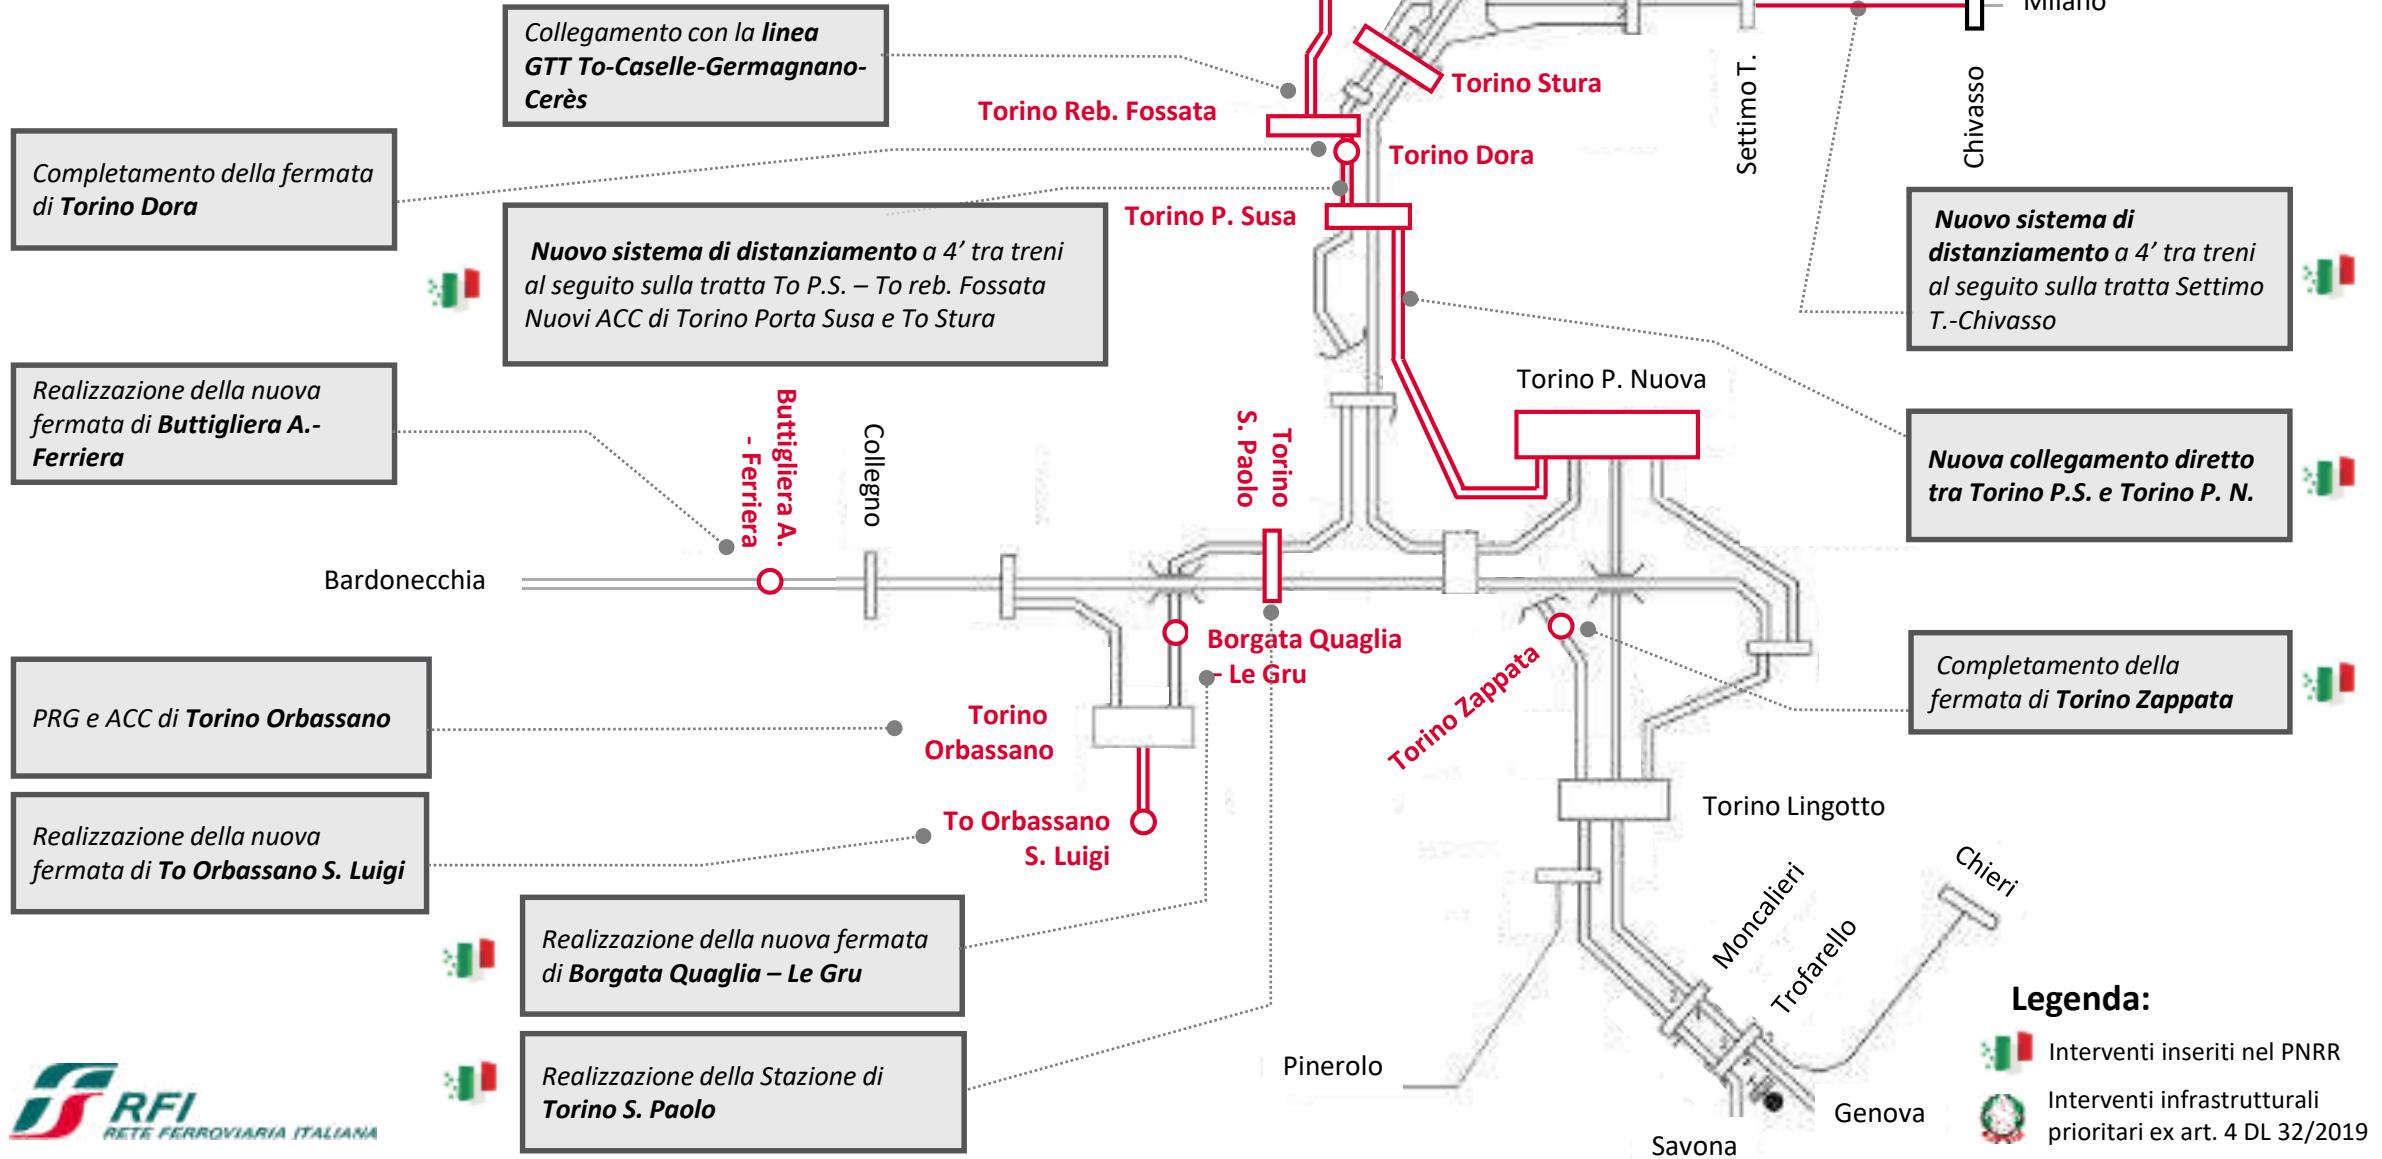 Collegamento con la linea
GTT To-Caselle-Germagnano-
Cerès
Milano
Torino Stura
Torino Reb. Fossata
Settimo T.
Chivasso
Completamento della fermata
di Torino Dora
Torino Dora
Torino P. Susa
Nuovo sistema di distanziamento a 4’ tra treni
al seguito sulla tratta To P.S. – To reb. Fossata
Nuovi ACC di Torino Porta Susa e To Stura
Nuovo sistema di
distanziamento a 4’ tra treni
al seguito sulla tratta Settimo
T.-Chivasso
Realizzazione della nuova
fermata di Buttigliera A.-
Ferriera
Buttigliera A.
- Ferriera
Collegno
Torino
S. Paolo
Torino P. Nuova
Nuova collegamento diretto
tra Torino P.S. e Torino P. N.
Bardonecchia
Borgata Quaglia
- Le Gru
Torino Zappata
Completamento della
fermata di Torino Zappata
PRG e ACC di Torino Orbassano
Torino
Orbassano
Realizzazione della nuova
fermata di To Orbassano S. Luigi
To Orbassano
S. Luigi
Torino Lingotto
Realizzazione della nuova fermata
di Borgata Quaglia – Le Gru
Moncalieri
Trofarello
Chieri
Realizzazione della Stazione di
Torino S. Paolo
Pinerolo
Savona
Genova
Legenda:
Interventi inseriti nel PNRR
Interventi infrastrutturali
prioritari ex art. 4 DL 32/2019
RFI
RETE FERROVIARIA ITALIANA